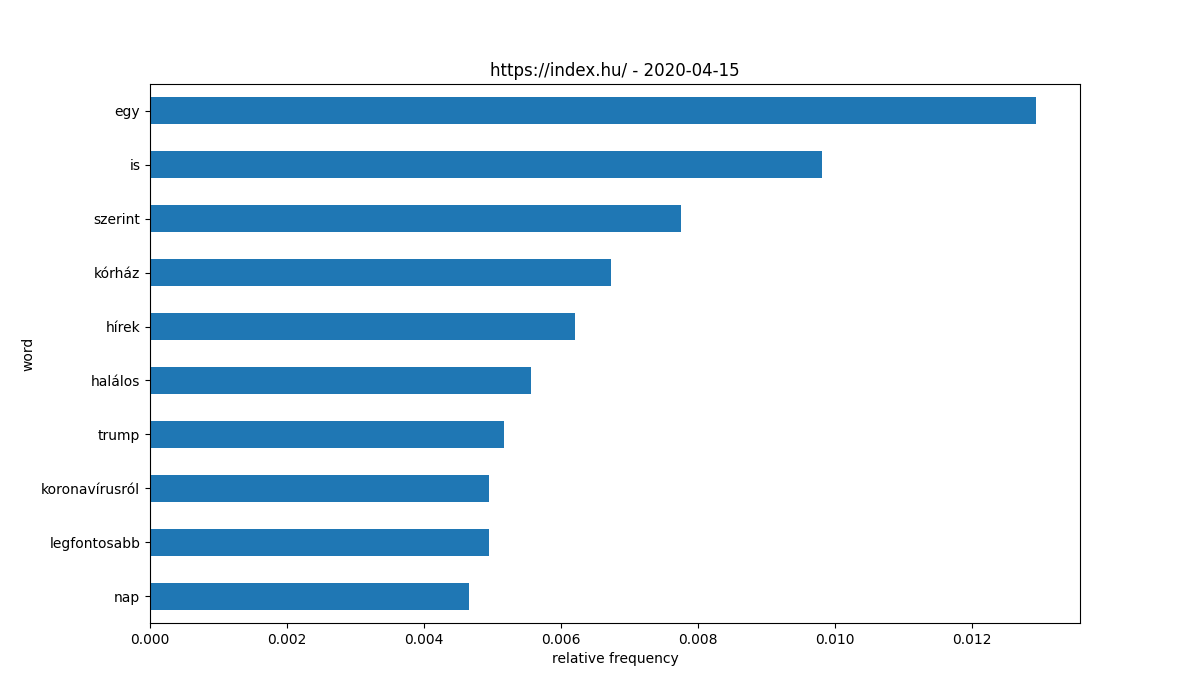 https://index.hu/ - 2020-04-15
egy
is
szerint
kórház
hírek
halálos
trump
koronavírusról
legfontosabb
nap
word
0.000 0.002 0.004 0.006 0.008 0.010 0.012
relative frequency